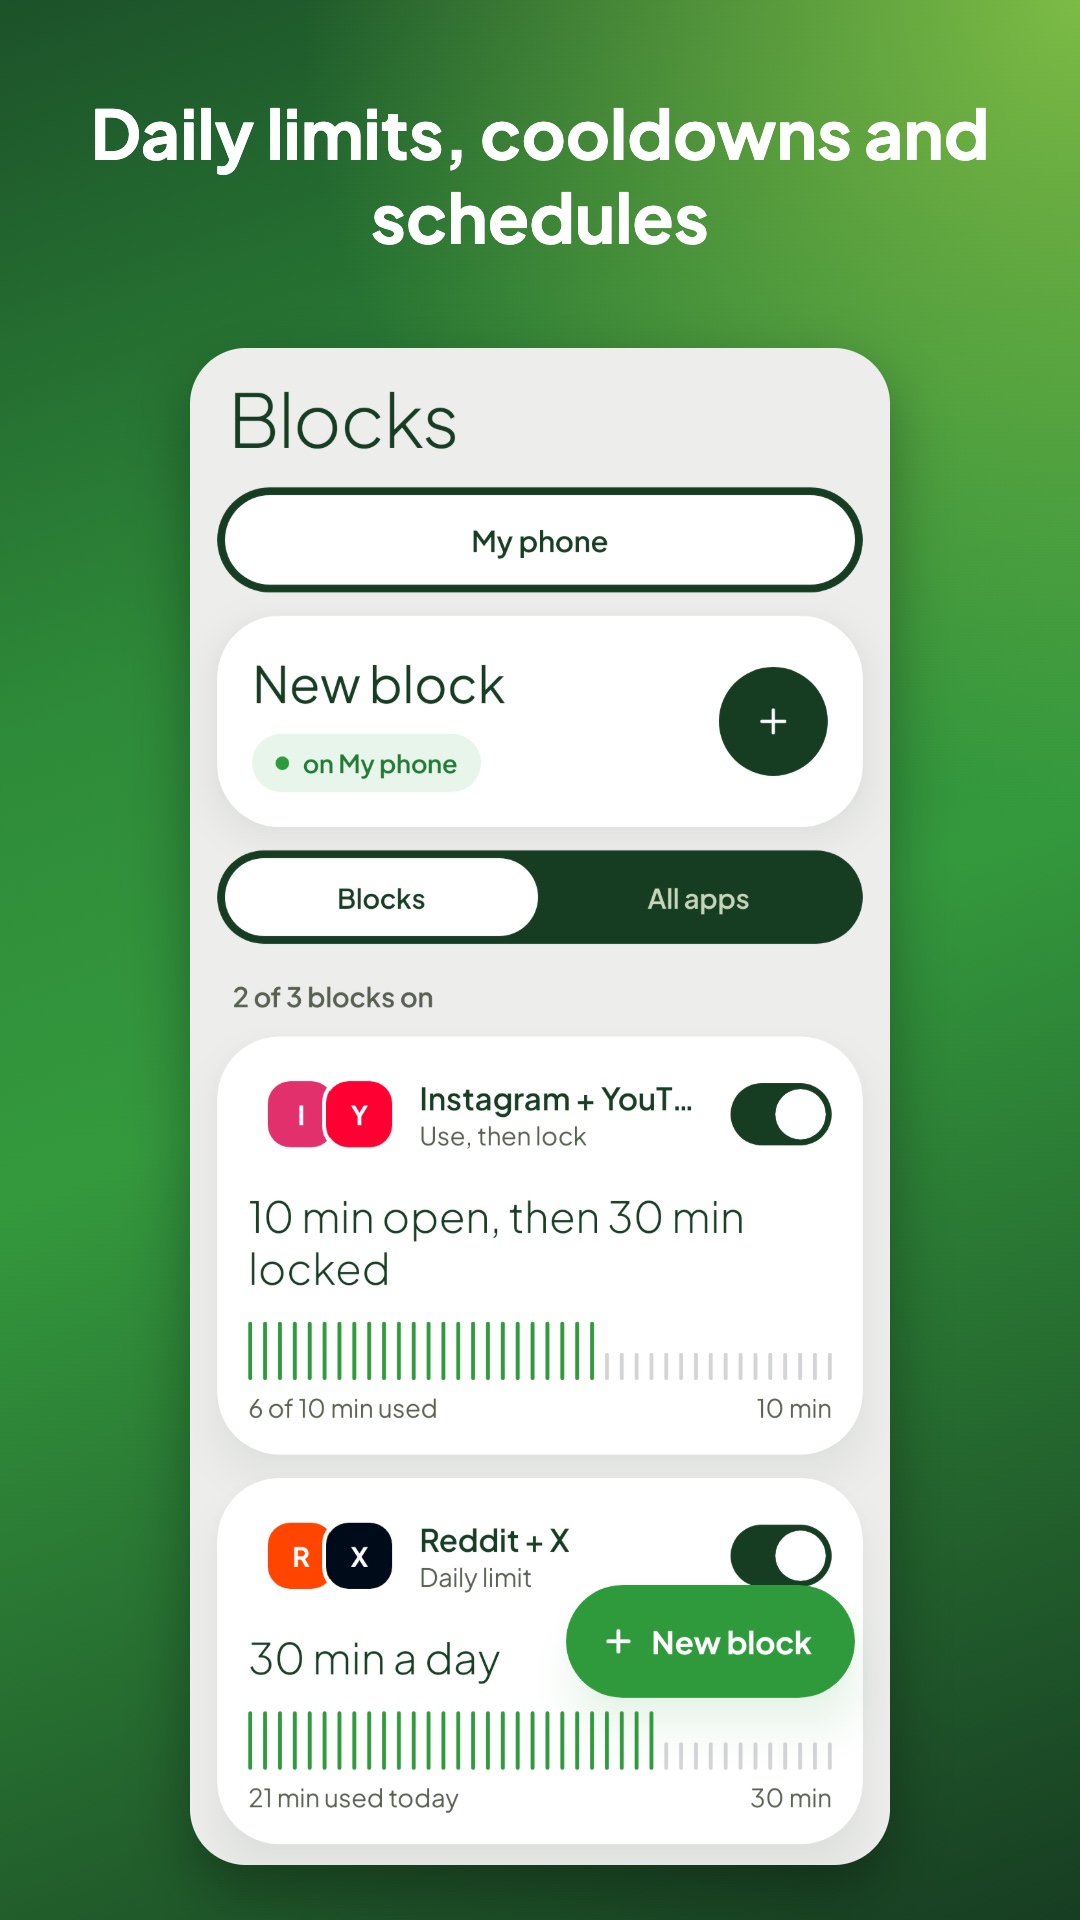 Daily limits, cooldowns and
schedules
Blocks
My phone
New block
+
on My phone
Blocks
All apps
2 of 3 blocks on
I
Y
Instagram + YouT...
Use, then lock
10 min open, then 30 min
locked
6 of 10 min used
10 min
R
X
Reddit + X
Daily limit
30 min a day
+ New block
21 min used today
30 min